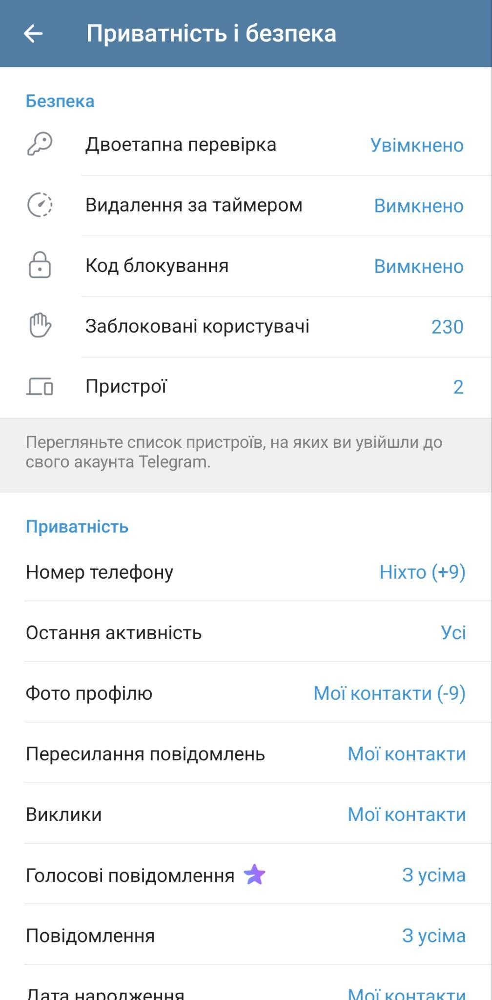 Приватність і безпека
Безпека
Двоетапна перевірка Увімкнено
Видалення за таймером Вимкнено
Код блокування Вимкнено
Заблоковані користувачі 230
Пристрої 2
Перегляньте список пристроїв, на яких ви увійшли до
свого акаунта Telegram.
Приватність
Номер телефону Ніхто (+9)
Остання активність Усі
Фото профілю Мої контакти (-9)
Пересилання повідомлень Мої контакти
Виклики Мої контакти
Голосові повідомлення З усіма
Повідомлення З усіма
Дата народження Мої контакти